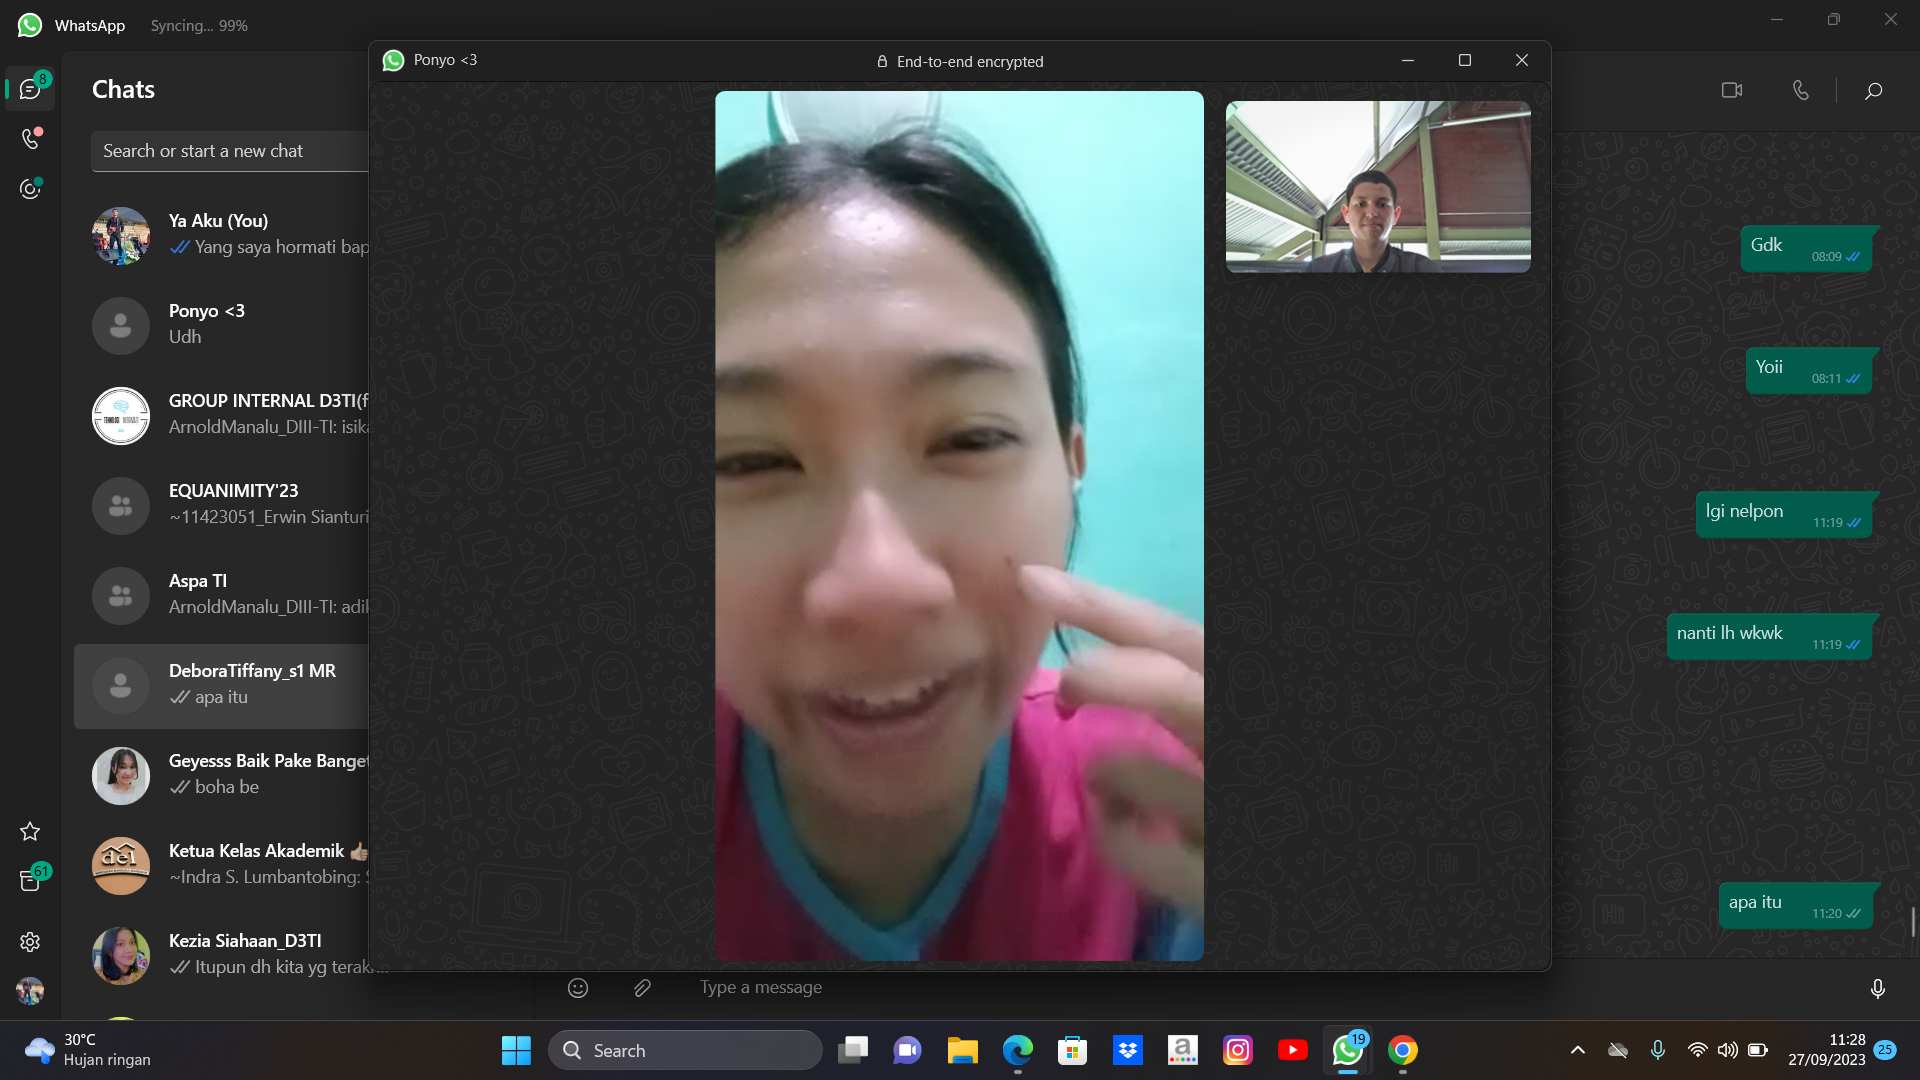 WhatsApp
Syncing... 99%
8
Chats
Search or start a new chat
Ya Aku (You)
Yang saya hormati bap
Ponyo <3
Udh
GROUP INTERNAL D3TI(f
ArnoldManalu_DIII-TI: isika
EQUANIMITY'23
~11423051_Erwin Sianturi
Aspa TI
ArnoldManalu_DIII-TI: adik
DeboraTiffany_s1 MR
apa itu
Geyesss Baik Pake Banget
boha be
Ketua Kelas Akademik 👍🏼
del
~Indra S. Lumbantobing: S
Kezia Siahaan_D3TI
Itupun dh kita yg terak...
61
Ponyo <3
End-to-end encrypted
Gdk
08:09
Yoii
08:11
lgi nelpon
11:19
nanti lh wkwk
11:19
apa itu
11:20
Type a message
30°C
Hujan ringan
Search
a
19
11:28
27/09/2023
25